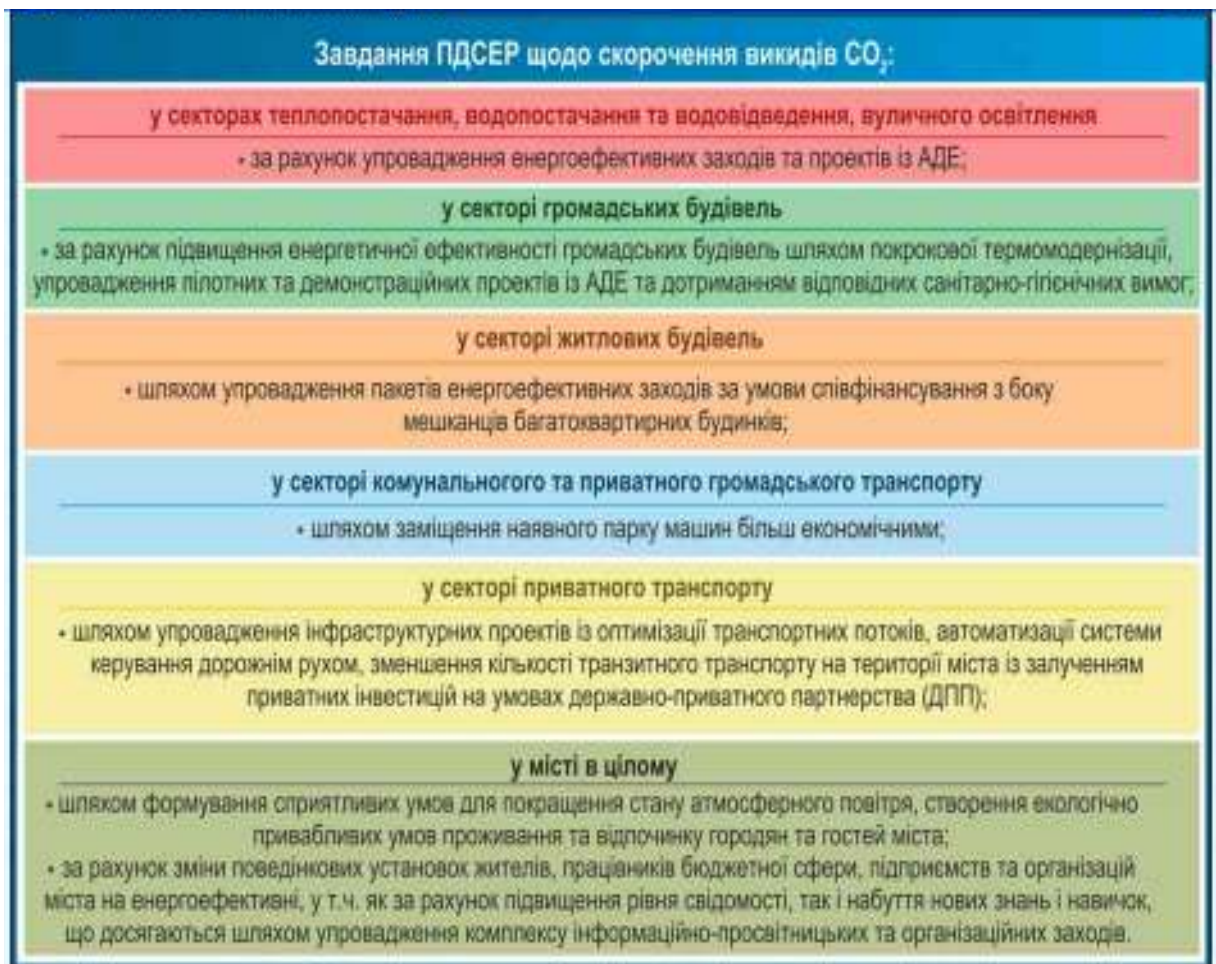 Завдання ПДСЕР щодо скорочення викидів CO₂:
у секторах теплопостачання, водопостачання та водовідведення, вуличного освітлення
• за рахунок упровадження енергоефективних заходів та проектів із АДЕ;
у секторі громадських будівель
• за рахунок підвищення енергетичної ефективності громадських будівель шляхом покрокової термомодернізації,
упровадження пілотних та демонстраційних проектів із АДЕ та дотриманням відповідних санітарно-гігієнічних вимог;
у секторі житлових будівель
• шляхом упровадження пакетів енергоефективних заходів за умови співфінансування з боку
мешканців багатоквартирних будинків;
у секторі комунального та приватного громадського транспорту
• шляхом заміщення наявного парку машин більш економічними;
у секторі приватного транспорту
• шляхом упровадження інфраструктурних проектів із оптимізації транспортних потоків, автоматизації системи
керування дорожнім рухом, зменшення кількості транзитного транспорту на території міста із залученням
приватних інвестицій на умовах державно-приватного партнерства (ДПП);
у місті в цілому
• шляхом формування сприятливих умов для покращення стану атмосферного повітря, створення екологічно
привабливих умов проживання та відпочинку городян та гостей міста;
• за рахунок зміни поведінкових установок жителів, працівників бюджетної сфери, підприємств та організацій
міста на енергоефективні, у т.ч. як за рахунок підвищення рівня свідомості, так і набуття нових знань і навичок,
що досягаються шляхом упровадження комплексу інформаційно-просвітницьких та організаційних заходів.